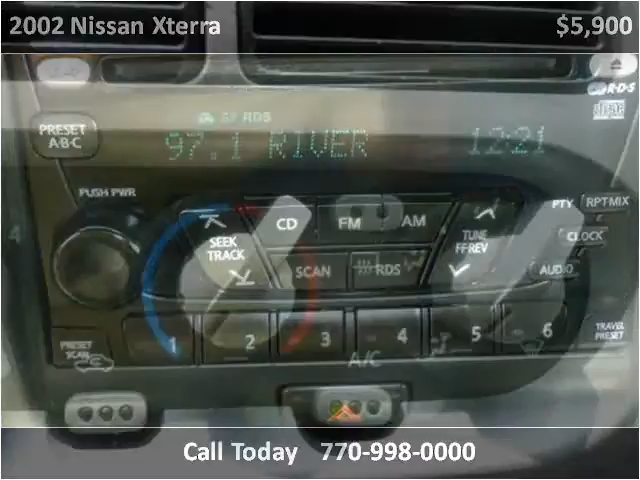 2002 Nissan Xterra $5,900
R·D·S
PRESET
A·B·C
ST RDS
97.1 RIVER 12:21
PUSH PWR
PTY RPT MIX
CD FM AM
SEEK
TRACK
TUNE
FF·REV
CLOCK
SCAN RDS AUDIO
1 2 3 4 5 6
PRESET
SCAN
TRAVEL
PRESET
A/C
4
Call Today 770-998-0000